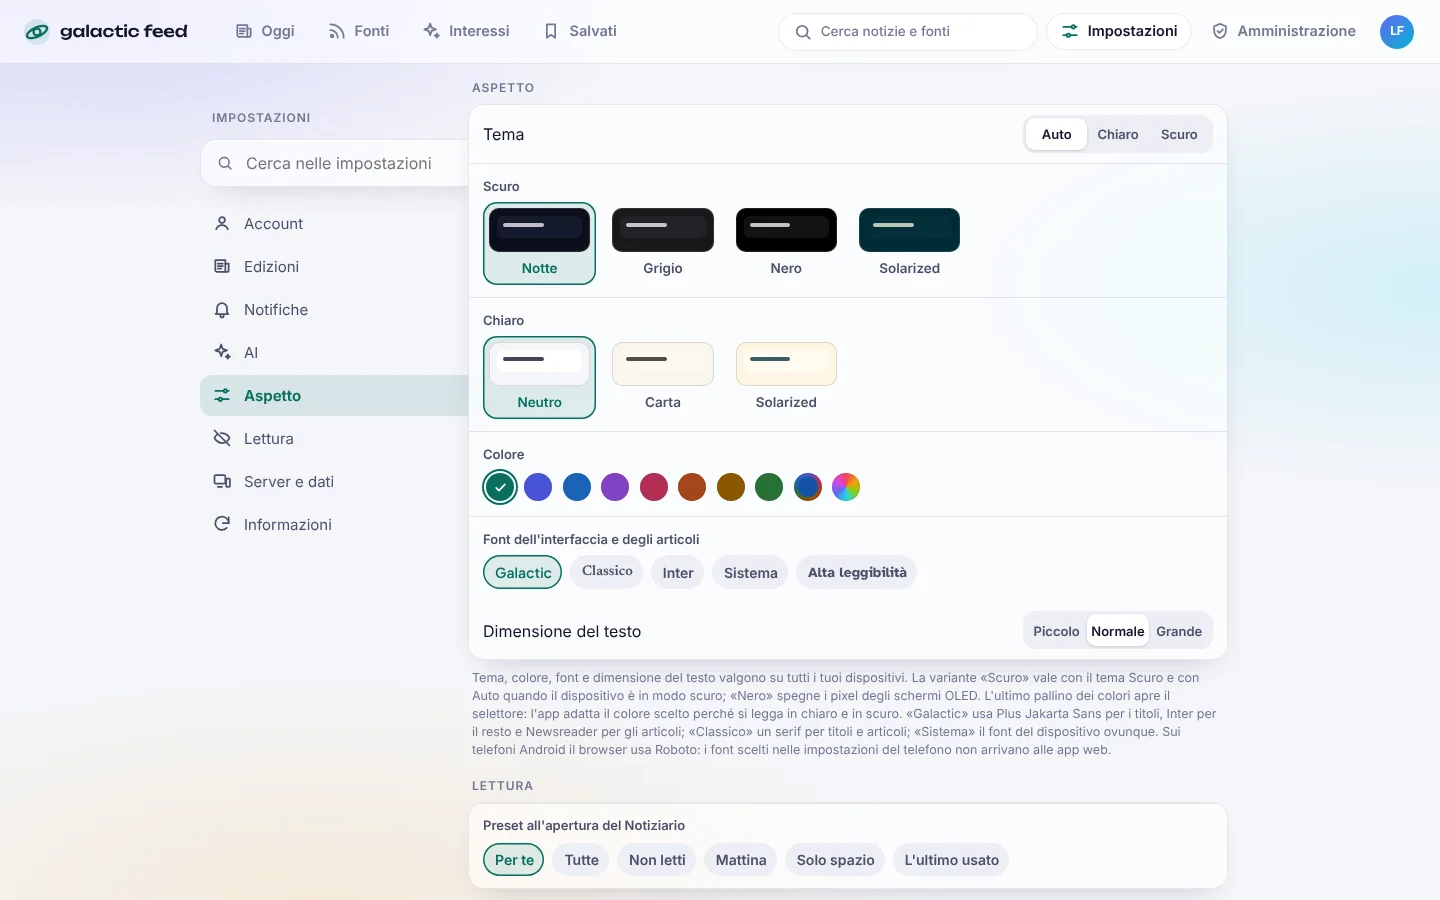 galactic feed
Oggi
Fonti
Interessi
Salvati
Cerca notizie e fonti
Impostazioni
Amministrazione
LF
IMPOSTAZIONI
Cerca nelle impostazioni
Account
Edizioni
Notifiche
AI
Aspetto
Lettura
Server e dati
Informazioni
ASPETTO
Tema
Auto
Chiaro
Scuro
Scuro
Notte
Grigio
Nero
Solarized
Chiaro
Neutro
Carta
Solarized
Colore
Font dell'interfaccia e degli articoli
Galactic
Classico
Inter
Sistema
Alta leggibilità
Dimensione del testo
Piccolo
Normale
Grande
Tema, colore, font e dimensione del testo valgono su tutti i tuoi dispositivi. La variante «Scuro» vale con il tema Scuro e con
Auto quando il dispositivo è in modo scuro; «Nero» spegne i pixel degli schermi OLED. L'ultimo pallino dei colori apre il
selettore: l'app adatta il colore scelto perché si legga in chiaro e in scuro. «Galactic» usa Plus Jakarta Sans per i titoli, Inter per
il resto e Newsreader per gli articoli; «Classico» un serif per titoli e articoli; «Sistema» il font del dispositivo ovunque. Sui
telefoni Android il browser usa Roboto: i font scelti nelle impostazioni del telefono non arrivano alle app web.
LETTURA
Preset all'apertura del Notiziario
Per te
Tutte
Non letti
Mattina
Solo spazio
L'ultimo usato